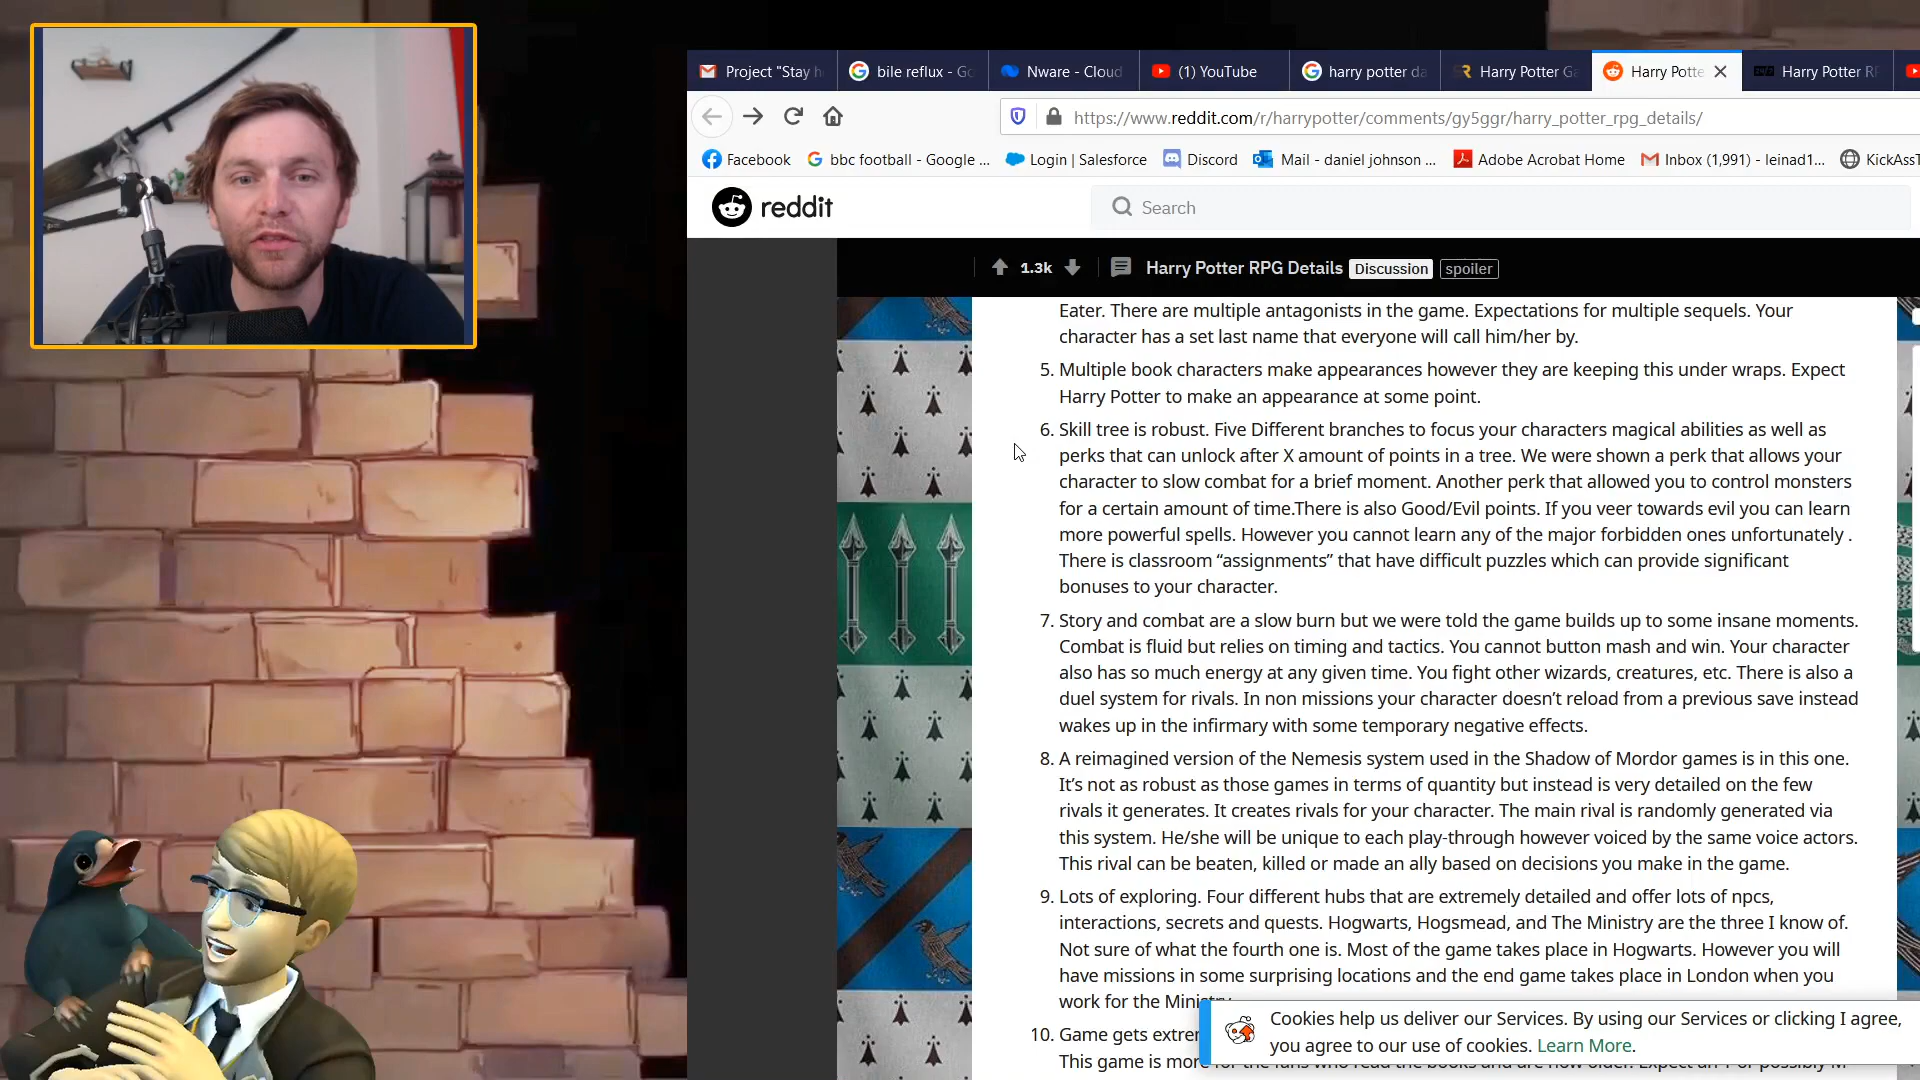 Project "Stay h
bile reflux - Go
Nware - Cloud
(1) YouTube
harry potter da
Harry Potter Ga
Harry Potte
Harry Potter RP
https://www.reddit.com/r/harrypotter/comments/gy5ggr/harry_potter_rpg_details/
Facebook
bbc football - Google ...
Login | Salesforce
Discord
Mail - daniel johnson ...
Adobe Acrobat Home
Inbox (1,991) - leinad1...
KickAssT
reddit
Search
1.3k
Harry Potter RPG Details Discussion spoiler
Eater. There are multiple antagonists in the game. Expectations for multiple sequels. Your
character has a set last name that everyone will call him/her by.
5. Multiple book characters make appearances however they are keeping this under wraps. Expect
Harry Potter to make an appearance at some point.
6. Skill tree is robust. Five Different branches to focus your characters magical abilities as well as
perks that can unlock after X amount of points in a tree. We were shown a perk that allows your
character to slow combat for a brief moment. Another perk that allowed you to control monsters
for a certain amount of time.There is also Good/Evil points. If you veer towards evil you can learn
more powerful spells. However you cannot learn any of the major forbidden ones unfortunately .
There is classroom “assignments” that have difficult puzzles which can provide significant
bonuses to your character.
7. Story and combat are a slow burn but we were told the game builds up to some insane moments.
Combat is fluid but relies on timing and tactics. You cannot button mash and win. Your character
also has so much energy at any given time. You fight other wizards, creatures, etc. There is also a
duel system for rivals. In non missions your character doesn’t reload from a previous save instead
wakes up in the infirmary with some temporary negative effects.
8. A reimagined version of the Nemesis system used in the Shadow of Mordor games is in this one.
It’s not as robust as those games in terms of quantity but instead is very detailed on the few
rivals it generates. It creates rivals for your character. The main rival is randomly generated via
this system. He/she will be unique to each play-through however voiced by the same voice actors.
This rival can be beaten, killed or made an ally based on decisions you make in the game.
9. Lots of exploring. Four different hubs that are extremely detailed and offer lots of npcs,
interactions, secrets and quests. Hogwarts, Hogsmead, and The Ministry are the three I know of.
Not sure of what the fourth one is. Most of the game takes place in Hogwarts. However you will
have missions in some surprising locations and the end game takes place in London when you
work for the Ministry.
10. Game gets extrem
This game is more for the fans who read the books and are now older. Expect an T or possibly M
Cookies help us deliver our Services. By using our Services or clicking I agree,
you agree to our use of cookies. Learn More.